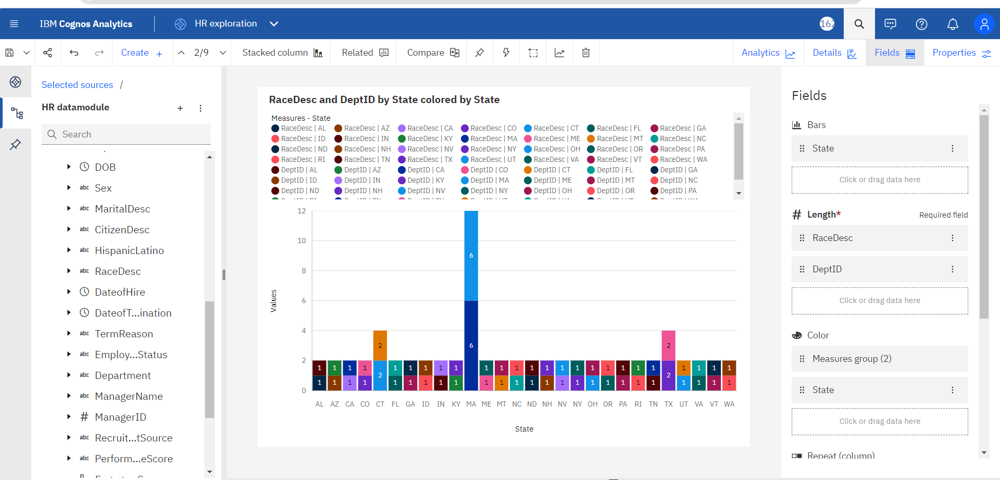 IBM Cognos Analytics
HR exploration
162
Create +
2/9
Stacked column
Related
Compare
Analytics
Details
Fields
Properties
Selected sources /
HR datamodule
Search
DOB
abc Sex
abc MaritalDesc
abc CitizenDesc
abc HispanicLatino
abc RaceDesc
DateofHire
DateofT...ination
abc TermReason
abc Employ...Status
abc Department
abc ManagerName
# ManagerID
abc Recruit...tSource
abc Perform...eScore
RaceDesc and DeptID by State colored by State
Measures - State
RaceDesc | AL RaceDesc | AZ RaceDesc | CA RaceDesc | CO RaceDesc | CT RaceDesc | FL RaceDesc | GA
RaceDesc | ID RaceDesc | IN RaceDesc | KY RaceDesc | MA RaceDesc | ME RaceDesc | MT RaceDesc | NC
RaceDesc | ND RaceDesc | NH RaceDesc | NV RaceDesc | NY RaceDesc | OH RaceDesc | OR RaceDesc | PA
RaceDesc | RI RaceDesc | TN RaceDesc | TX RaceDesc | UT RaceDesc | VA RaceDesc | VT RaceDesc | WA
DeptID | AL DeptID | AZ DeptID | CA DeptID | CO DeptID | CT DeptID | FL DeptID | GA
DeptID | ID DeptID | IN DeptID | KY DeptID | MA DeptID | ME DeptID | MT DeptID | NC
DeptID | ND DeptID | NH DeptID | NV DeptID | NY DeptID | OH DeptID | OR DeptID | PA
12
10
6
8
Values
6
4
2 6 2
2
1 1 1 1 1 1 1 1 1 1 1 1 1 1 1 1 1 1 1 1 1 1 1 1 1
2 2
1 1 1 1 1 1 1 1 1 1 1 1 1 1 1 1 1 1 1 1 1 1 1 1 1
0
AL AZ CA CO CT FL GA ID IN KY MA ME MT NC ND NH NV NY OH OR PA RI TN TX UT VA VT WA
State
Fields
Bars
State
Click or drag data here
# Length* Required field
RaceDesc
DeptID
Click or drag data here
Color
Measures group (2)
State
Click or drag data here
Repeat (column)